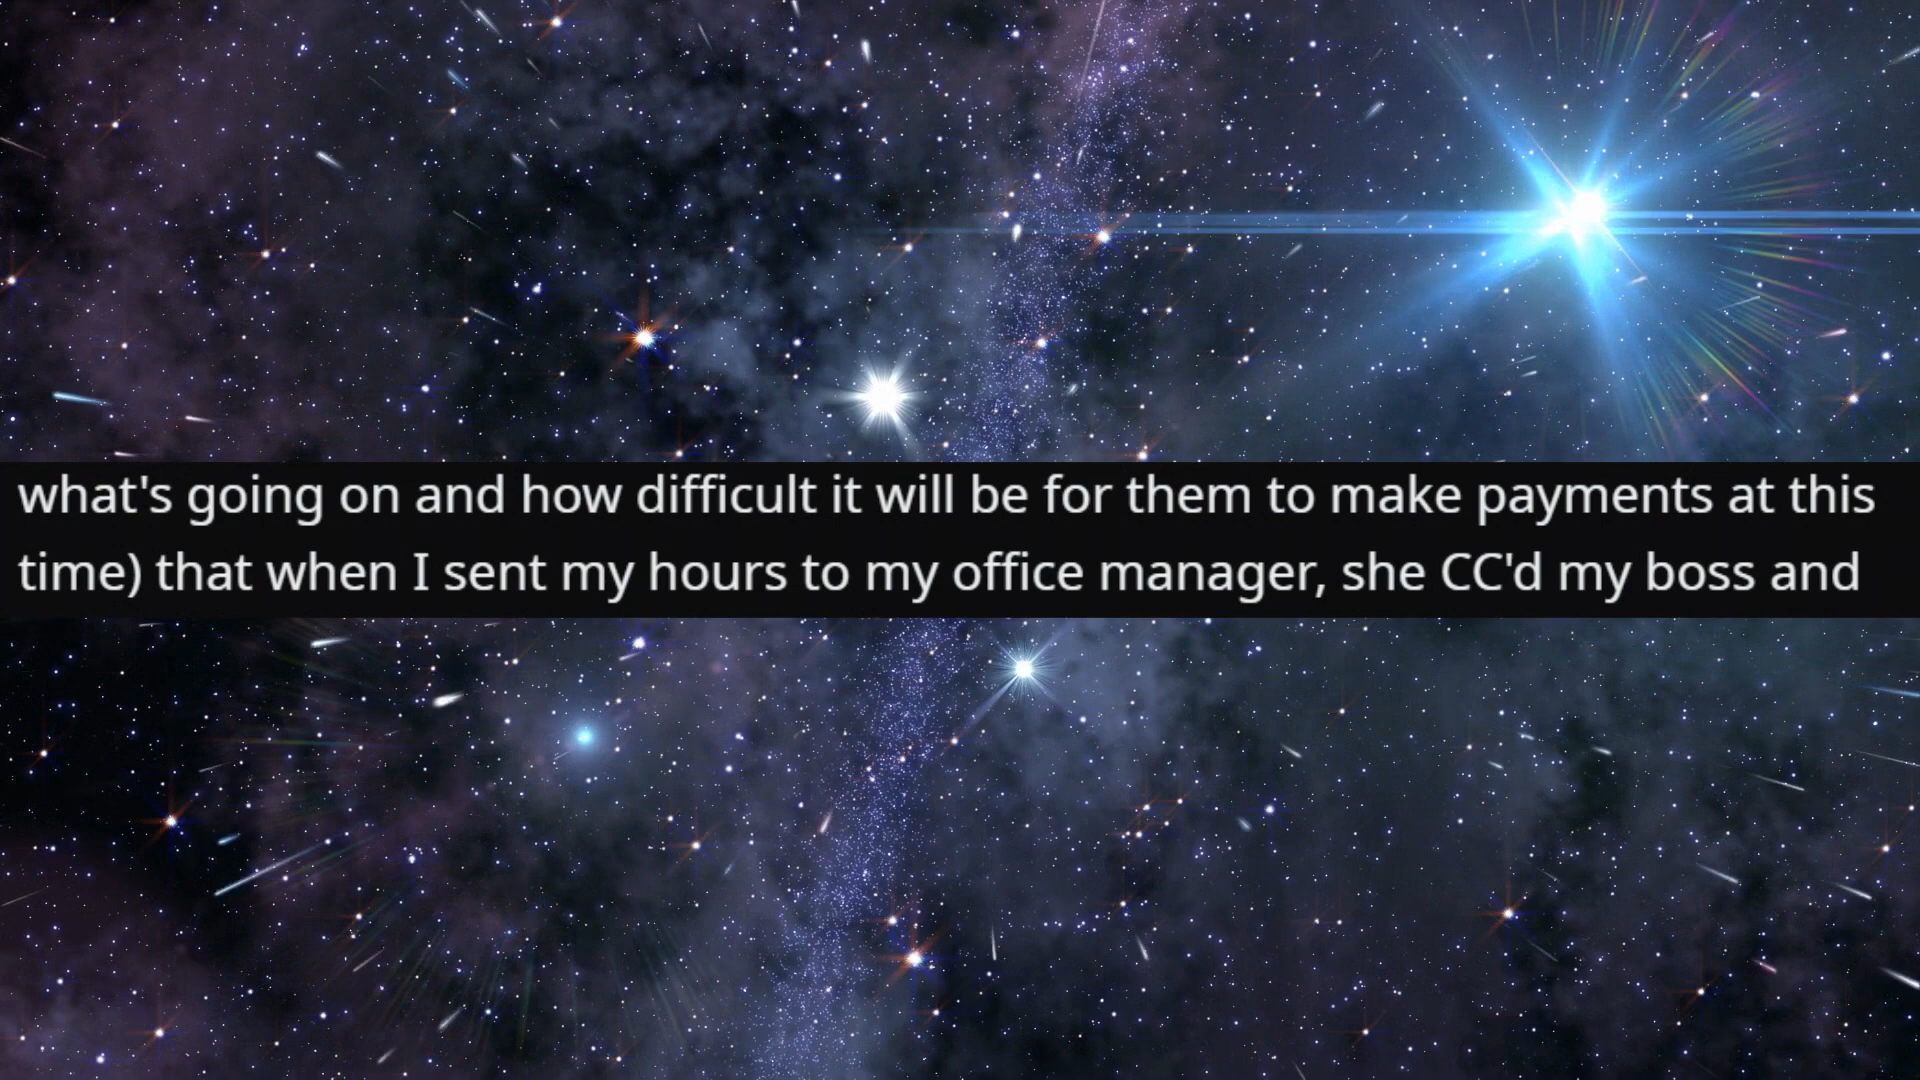 what's going on and how difficult it will be for them to make payments at this
time) that when I sent my hours to my office manager, she CC'd my boss and